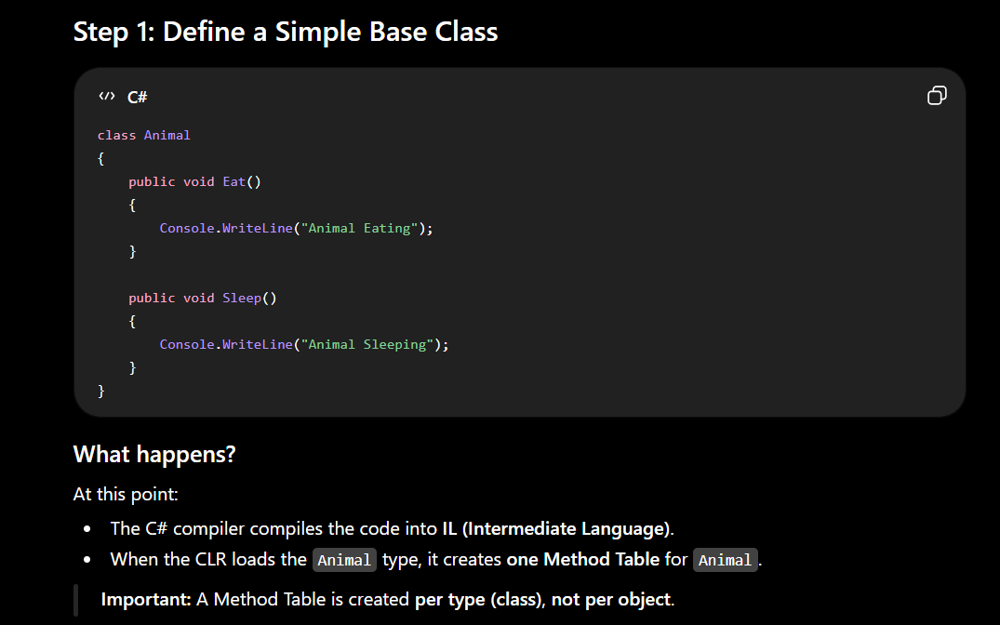 Step 1: Define a Simple Base Class
C#
class Animal
{
    public void Eat()
    {
        Console.WriteLine("Animal Eating");
    }

    public void Sleep()
    {
        Console.WriteLine("Animal Sleeping");
    }
}
What happens?
At this point:
• The C# compiler compiles the code into IL (Intermediate Language).
• When the CLR loads the Animal type, it creates one Method Table for Animal.
Important: A Method Table is created per type (class), not per object.